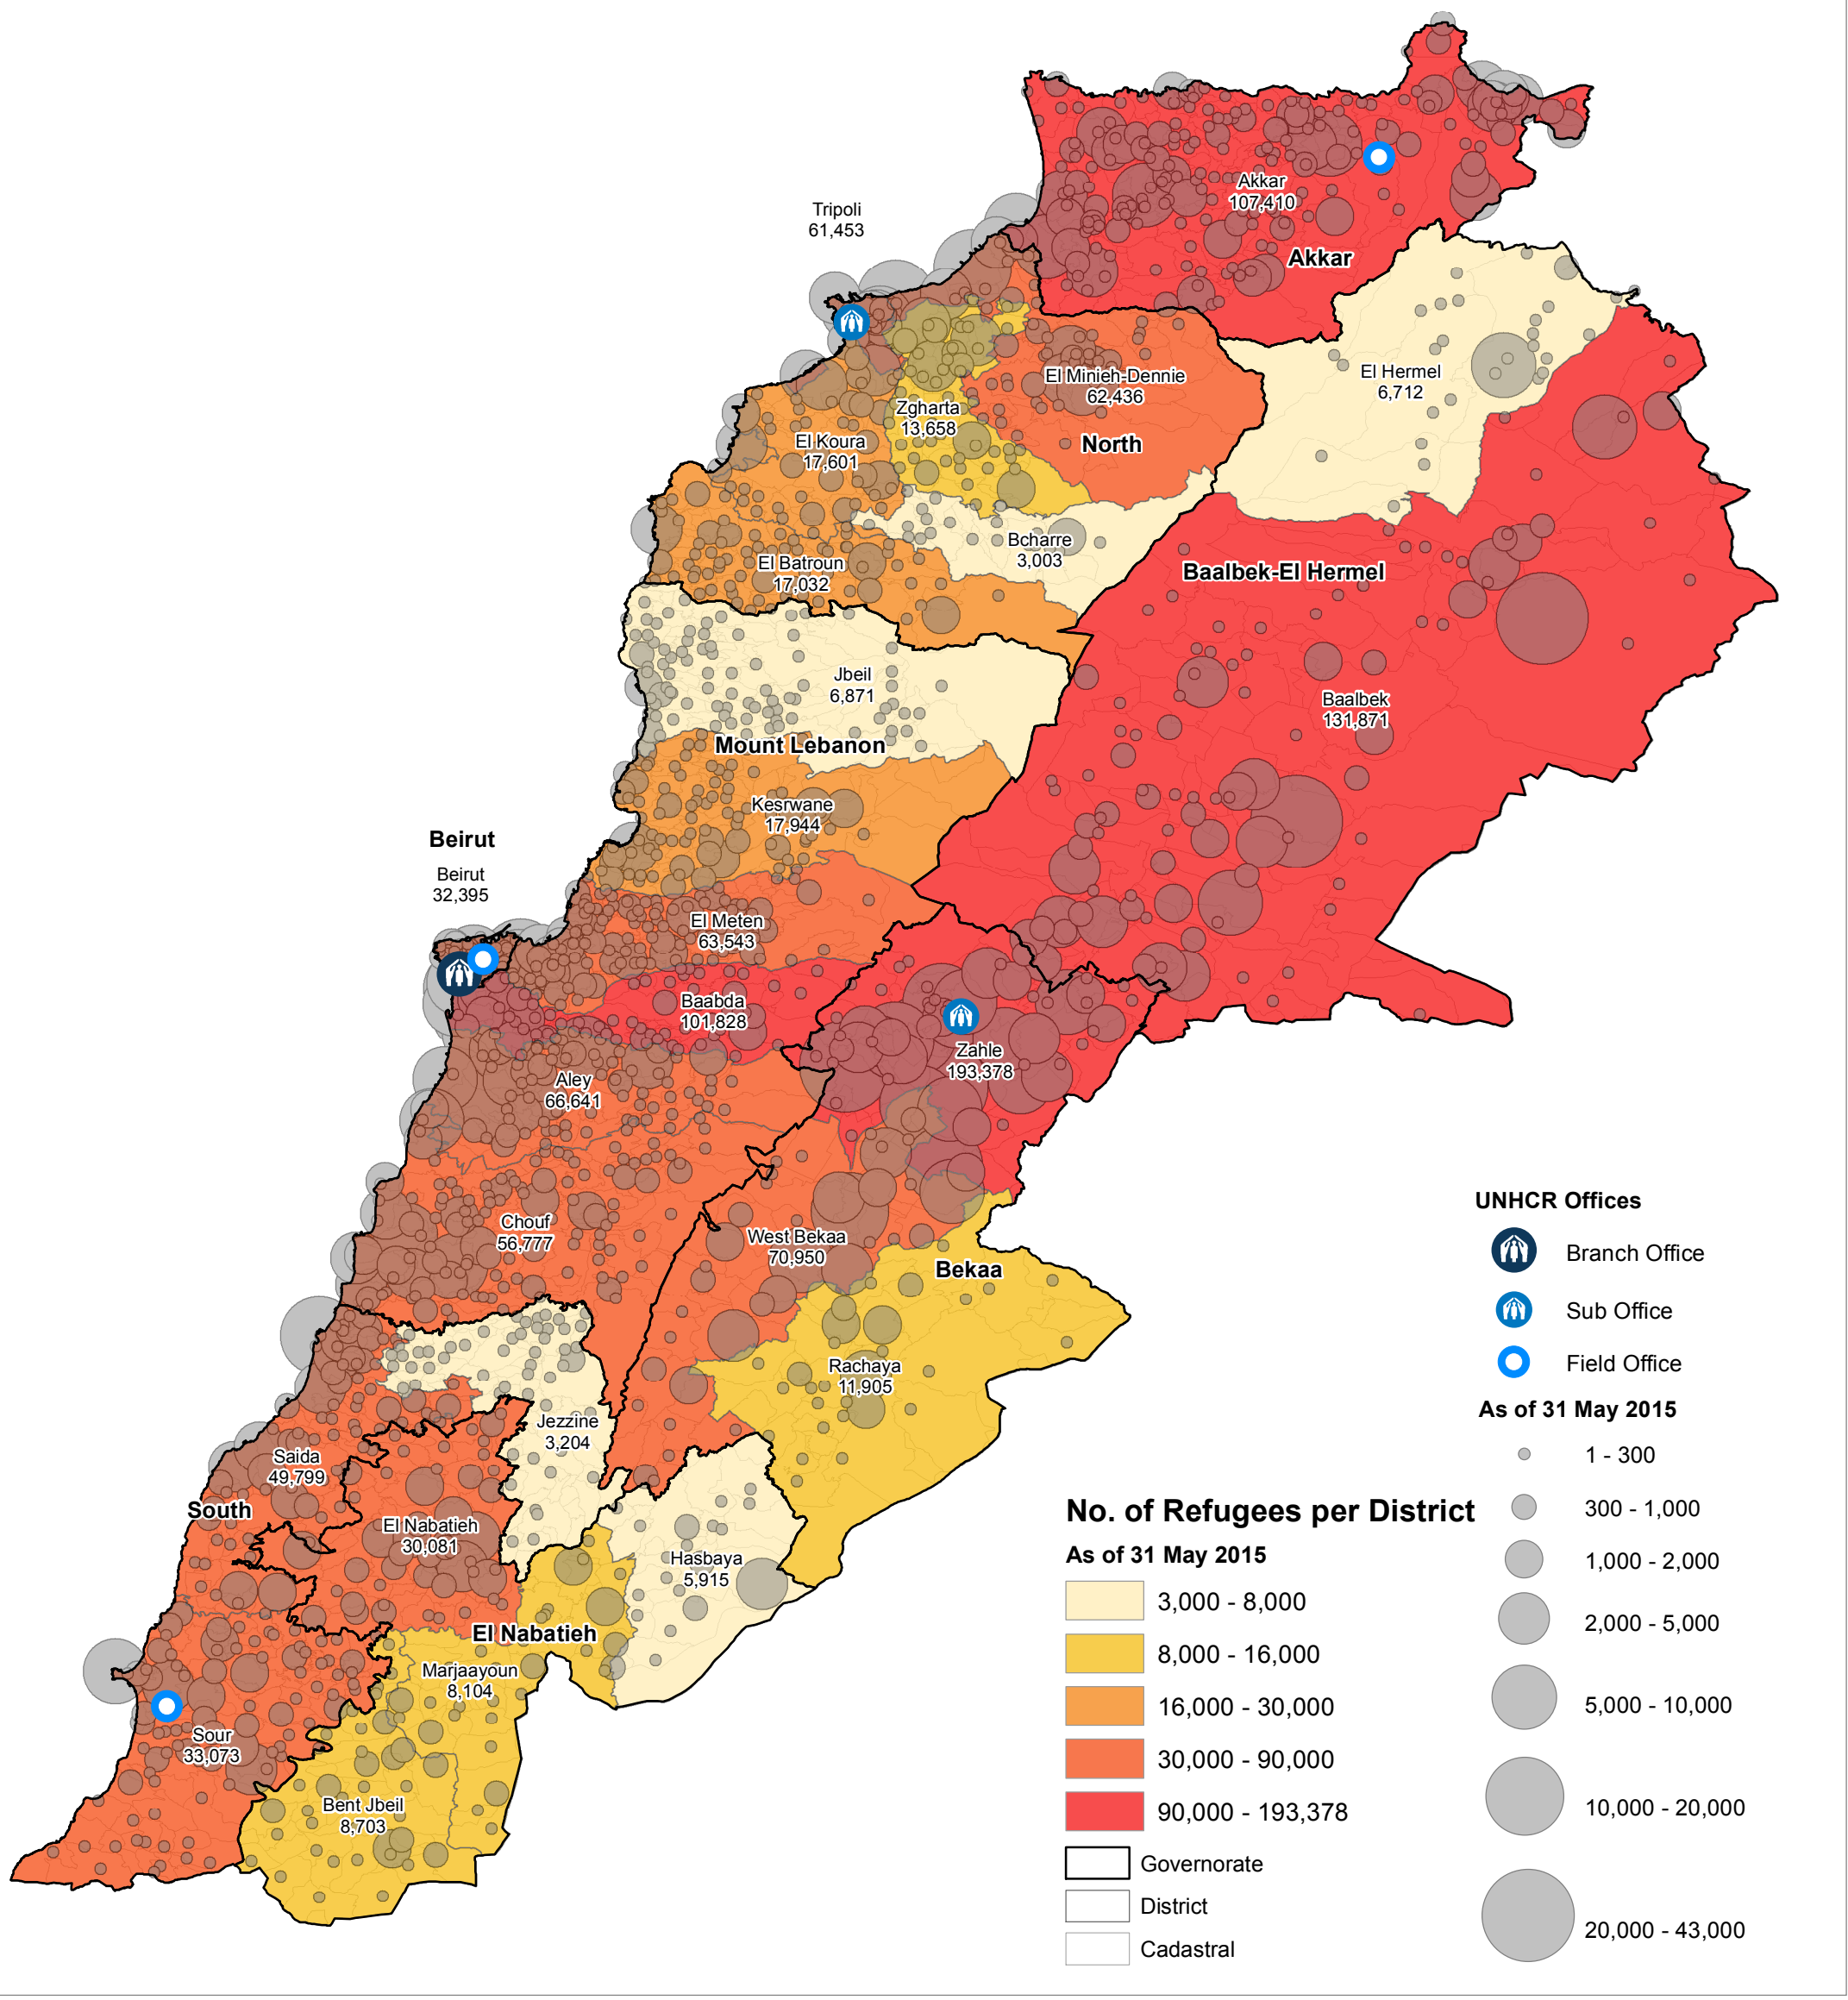 Akkar
107,410
Akkar
Tripoli
61,453
El Hermel
6,712
El Minieh-Dennie
62,436
Zgharta
13,658
North
El Koura
17,601
Bcharre
3,003
El Batroun
17,032
Baalbek-El Hermel
Jbeil
6,871
Baalbek
131,871
Mount Lebanon
Kesrwane
17,944
Beirut
Beirut
32,395
El Meten
63,543
Baabda
101,828
Zahle
193,378
Aley
66,641
Chouf
56,777
West Bekaa
70,950
Bekaa
Rachaya
11,905
Jezzine
3,204
Saida
49,799
South
El Nabatieh
30,081
Hasbaya
5,915
El Nabatieh
Marjaayoun
8,104
Sour
33,073
Bent Jbeil
8,703
UNHCR Offices
Branch Office
Sub Office
Field Office
As of 31 May 2015
1 - 300
300 - 1,000
1,000 - 2,000
2,000 - 5,000
5,000 - 10,000
10,000 - 20,000
20,000 - 43,000
No. of Refugees per District
As of 31 May 2015
3,000 - 8,000
8,000 - 16,000
16,000 - 30,000
30,000 - 90,000
90,000 - 193,378
Governorate
District
Cadastral